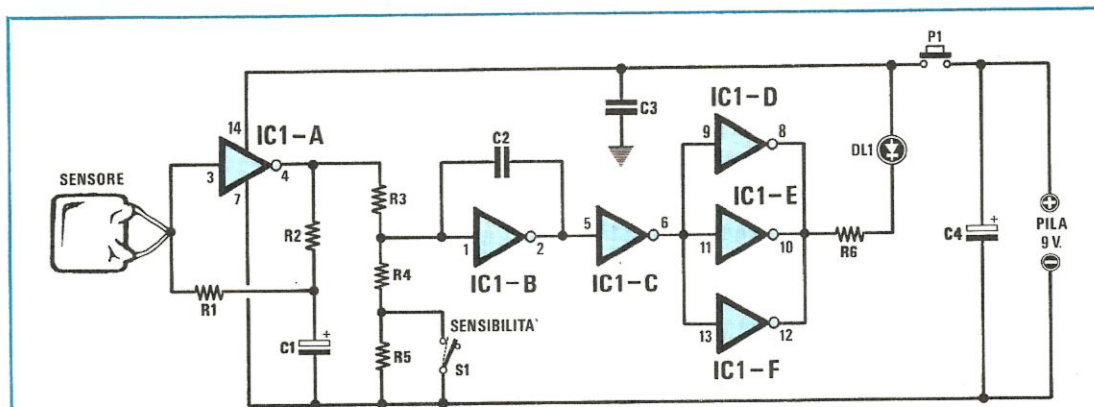 P1
IC1-D
14
IC1-A
C3
9
8
C2
DL1
SENSORE
3
4
R3
IC1-E
PILA
9 V.
7
R2
C4
1
2
5
6
11
10
R6
IC1-B
IC1-C
R4
R1
SENSIBILITA'
13
12
C1
R5
S1
IC1-F
+
+